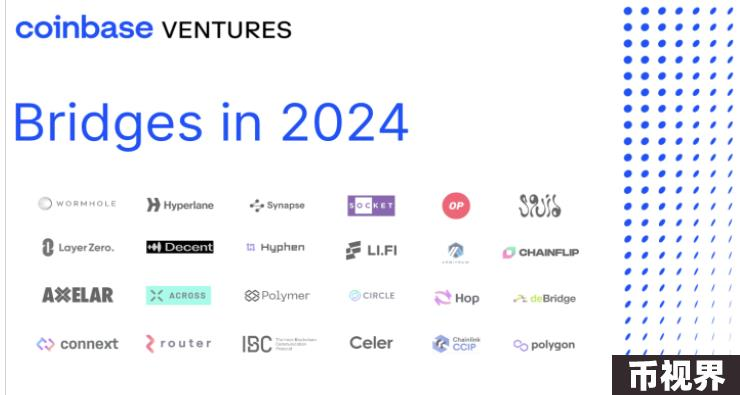 coinbase VENTURES
Bridges in 2024
WORMHOLE Hyperlane Synapse SOCKET OP squid
LayerZero. Decent Hyphen LI.FI ARBITRUM CHAINFLIP
AXELAR ACROSS Polymer CIRCLE Hop deBridge
connext router IBC The Inter-Blockchain Communication Protocol Celer Chainlink CCIP polygon
币视界